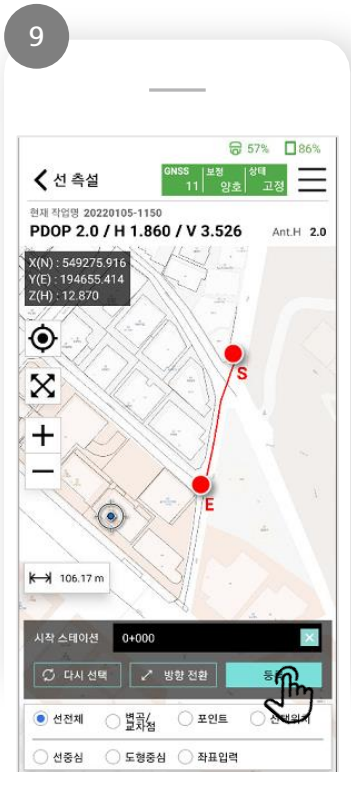 9
57% 86%
선 측설
GNSS 11 보정 양호 상태 고정
현재 작업명 20220105-1150
PDOP 2.0 / H 1.860 / V 3.526 Ant.H 2.0
X(N) : 549275.916
Y(E) : 194655.414
Z(H) : 12.870
S
E
106.17 m
시작 스테이션 0+000
다시 선택 방향 전환
선전체 변곡/교차점 포인트 선택위치
선중심 도형중심 좌표입력